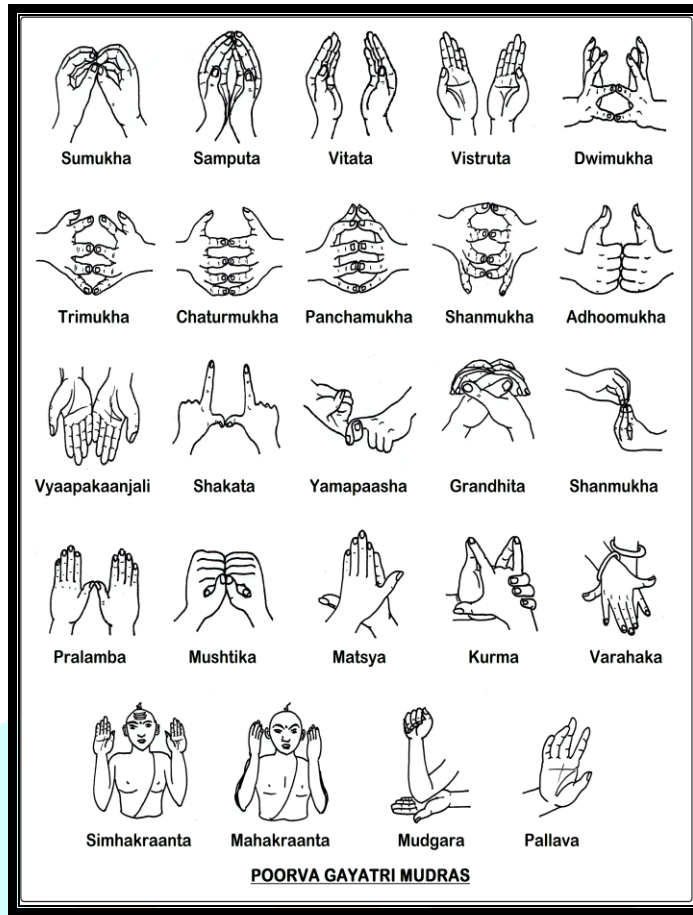 Sumukha Samputa Vitata Vistruta Dwimukha
Trimukha Chaturmukha Panchamukha Shanmukha Adhoomukha
Vyaapakaanjali Shakata Yamapaasha Grandhita Shanmukha
Pralamba Mushtika Matsya Kurma Varahaka
Simhakraanta Mahakraanta Mudgara Pallava
POORVA GAYATRI MUDRAS